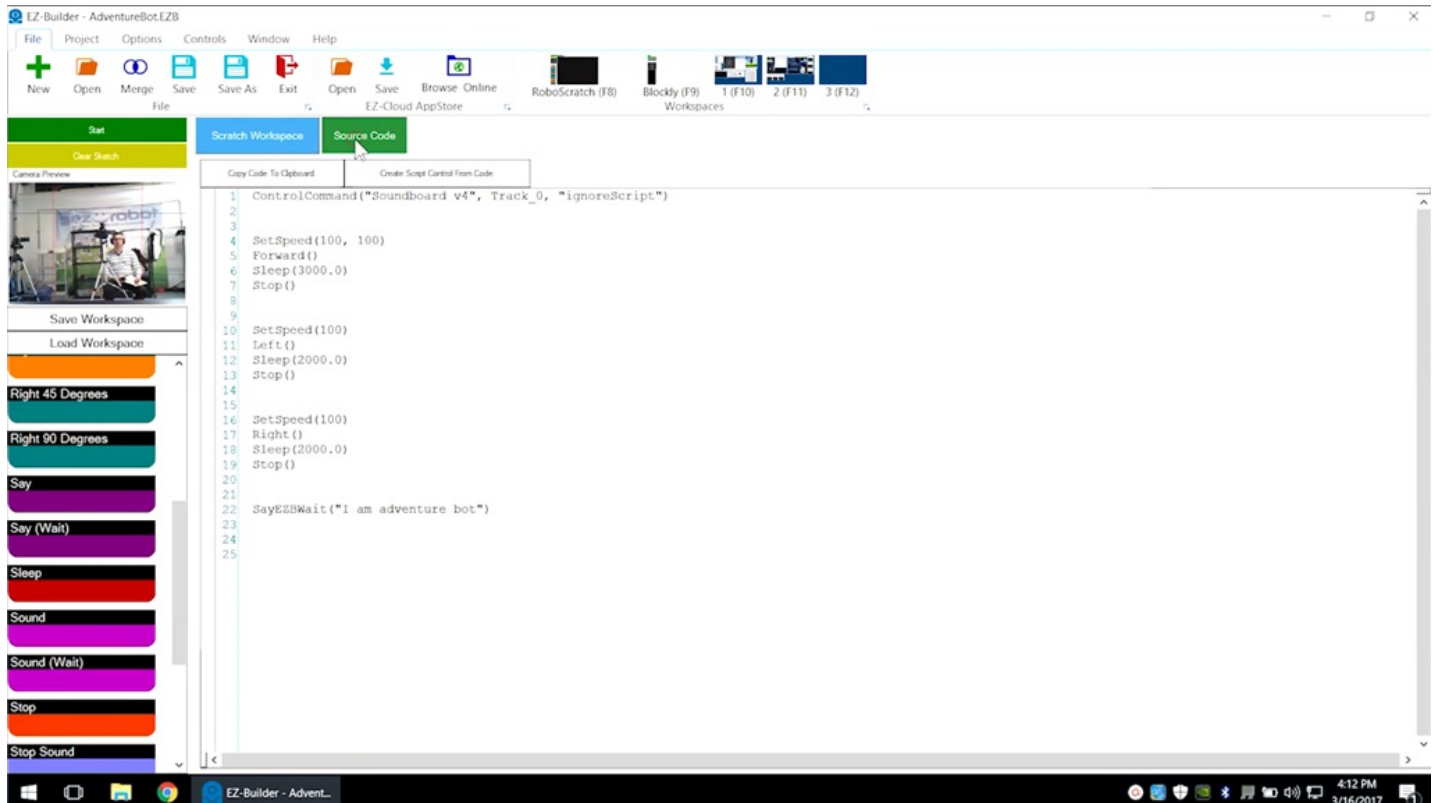 EZ-Builder - AdventureBot.EZB
File Project Options Controls Window Help
New Open Merge Save Save As Exit Open Save Browse Online RoboScratch (F8) Blockly (F9) 1 (F10) 2 (F11) 3 (F12)
File EZ-Cloud AppStore Workspaces
Start
Clear Sketch
Camera Preview
ez robot
Save Workspace
Load Workspace
Right 45 Degrees
Right 90 Degrees
Say
Say (Wait)
Sleep
Sound
Sound (Wait)
Stop
Stop Sound
Scratch Workspace Source Code
Copy Code To Clipboard Create Script Control From Code
1 ControlCommand("Soundboard v4", Track_0, "ignoreScript")
2
3
4 SetSpeed(100, 100)
5 Forward()
6 Sleep(3000.0)
7 Stop()
8
9
10 SetSpeed(100)
11 Left()
12 Sleep(2000.0)
13 Stop()
14
15
16 SetSpeed(100)
17 Right()
18 Sleep(2000.0)
19 Stop()
20
21
22 SayEZBWait("I am adventure bot")
23
24
25
EZ-Builder - Advent...
4:12 PM
3/16/2017